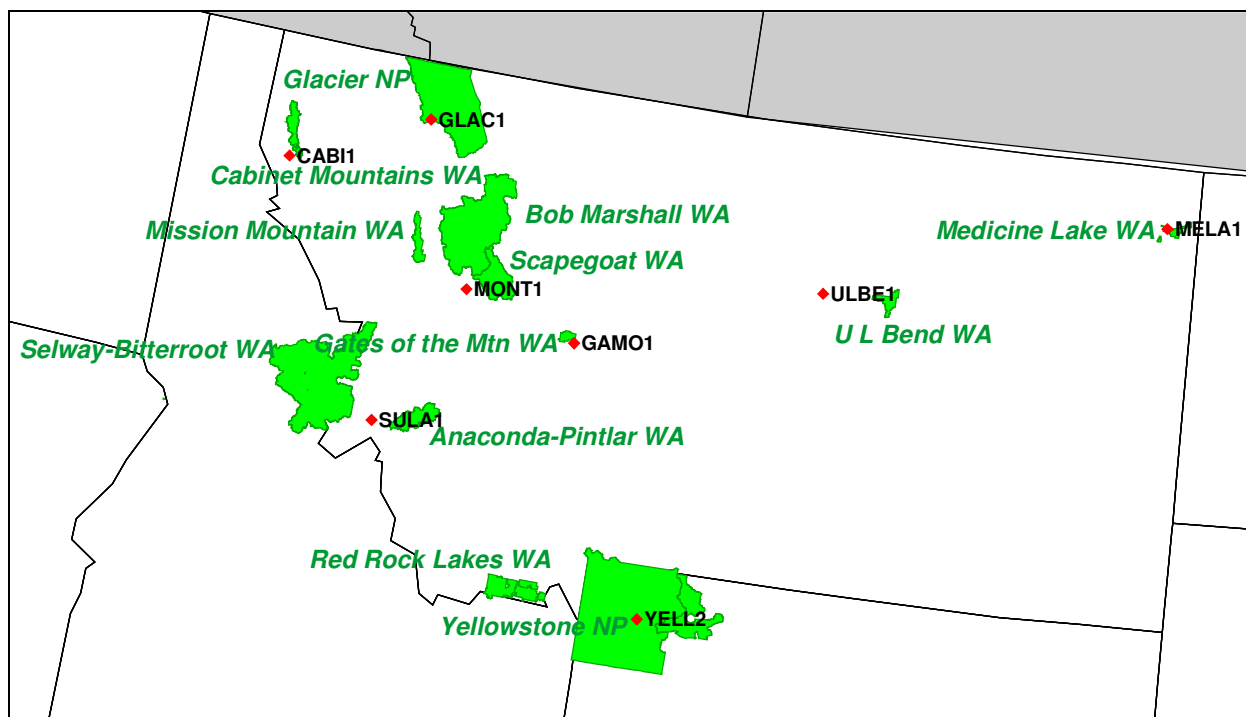 Glacier NP
GLAC1
CABI1
Cabinet Mountains WA
Bob Marshall WA
Mission Mountain WA
Medicine Lake WA
MELA1
Scapegoat WA
MONT1
ULBE1
U L Bend WA
Selway-Bitterroot WA
Gates of the Mtn WA
GAMO1
SULA1
Anaconda-Pintlar WA
Red Rock Lakes WA
Yellowstone NP
YELL2